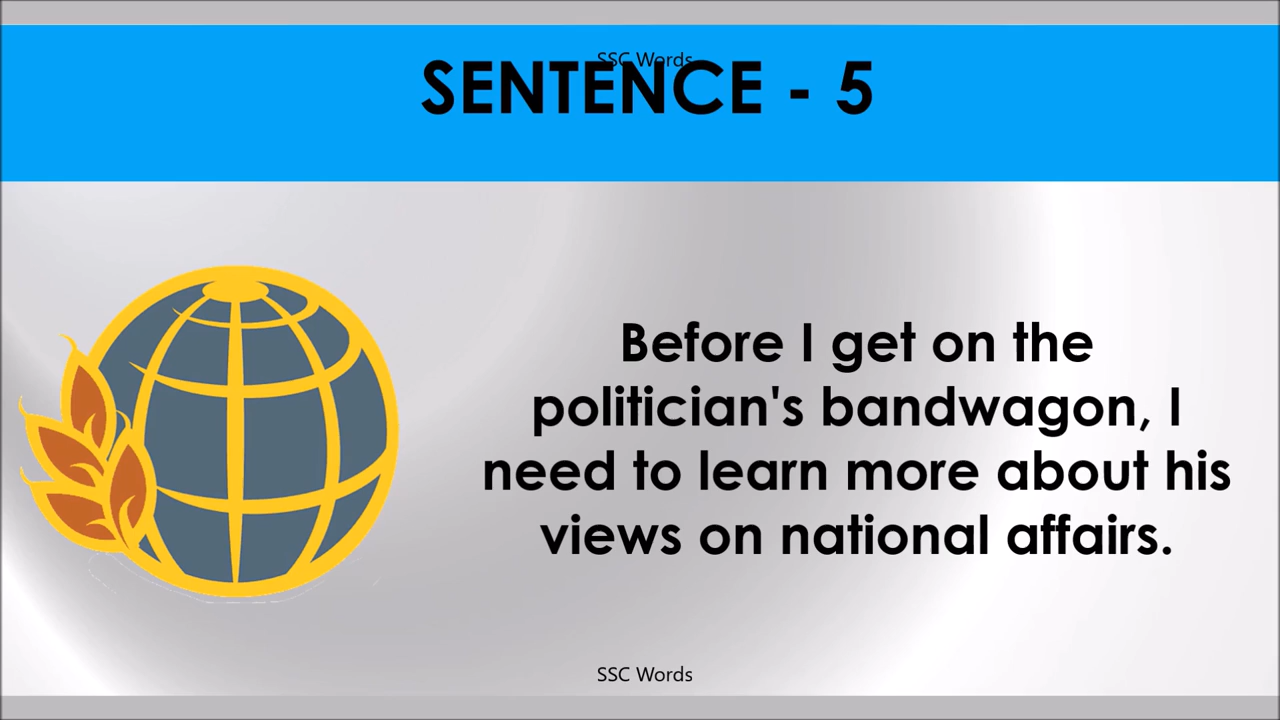 SSC Words
SENTENCE - 5
Before I get on the
politician's bandwagon, I
need to learn more about his
views on national affairs.
SSC Words